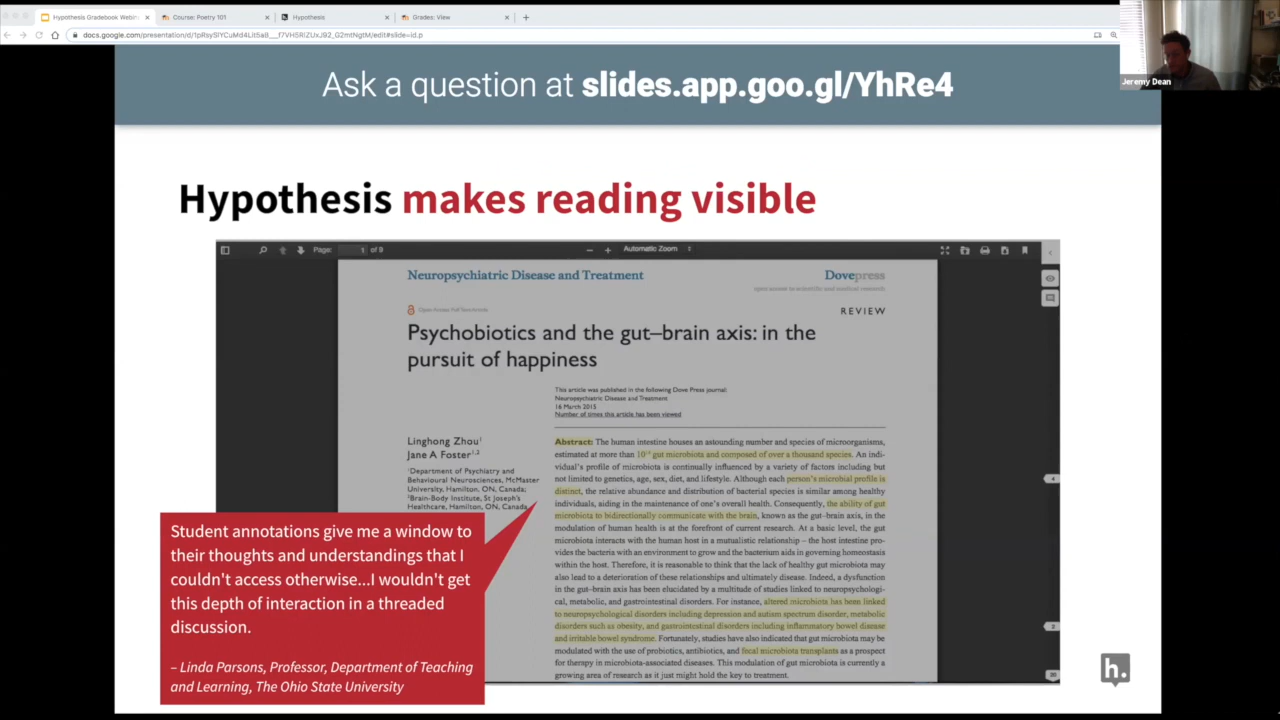 Hypothesis Gradebook Webin
Course: Poetry 101
Hypothesis
Grades: View
Jeremy Dean
Ask a question at slides.app.goo.gl/YhRe4
Hypothesis makes reading visible
Page: 1 of 9
Automatic Zoom
Neuropsychiatric Disease and Treatment
Dovepress
open access to scientific and medical research
Open Access Full Text Article
REVIEW
Psychobiotics and the gut–brain axis: in the
pursuit of happiness
This article was published in the following Dove Press journal:
Neuropsychiatric Disease and Treatment
16 March 2015
Number of times this article has been viewed
Linghong Zhou¹
Jane A Foster¹,²
¹Department of Psychiatry and
Behavioural Neurosciences, McMaster
University, Hamilton, ON, Canada;
²Brain-Body Institute, St Joseph's
Healthcare, Hamilton, ON, Canada
Abstract: The human intestine houses an astounding number and species of microorganisms,
estimated at more than 10¹⁴ gut microbiota and composed of over a thousand species. An indi-
vidual's profile of microbiota is continually influenced by a variety of factors including but
not limited to genetics, age, sex, diet, and lifestyle. Although each person's microbial profile is
distinct, the relative abundance and distribution of bacterial species is similar among healthy
individuals, aiding in the maintenance of one's overall health. Consequently, the ability of gut
microbiota to bidirectionally communicate with the brain, known as the gut–brain axis, in the
modulation of human health is at the forefront of current research. At a basic level, the gut
microbiota interacts with the human host in a mutualistic relationship – the host intestine pro-
vides the bacteria with an environment to grow and the bacterium aids in governing homeostasis
within the host. Therefore, it is reasonable to think that the lack of healthy gut microbiota may
also lead to a deterioration of these relationships and ultimately disease. Indeed, a dysfunction
in the gut–brain axis has been elucidated by a multitude of studies linked to neuropsychologi-
cal, metabolic, and gastrointestinal disorders. For instance, altered microbiota has been linked
to neuropsychological disorders including depression and autism spectrum disorder, metabolic
disorders such as obesity, and gastrointestinal disorders including inflammatory bowel disease
and irritable bowel syndrome. Fortunately, studies have also indicated that gut microbiota may be
modulated with the use of probiotics, antibiotics, and fecal microbiota transplants as a prospect
for therapy in microbiota-associated diseases. This modulation of gut microbiota is currently a
growing area of research as it just might hold the key to treatment.
4
2
Student annotations give me a window to
their thoughts and understandings that I
couldn't access otherwise...I wouldn't get
this depth of interaction in a threaded
discussion.
– Linda Parsons, Professor, Department of Teaching
and Learning, The Ohio State University
h.